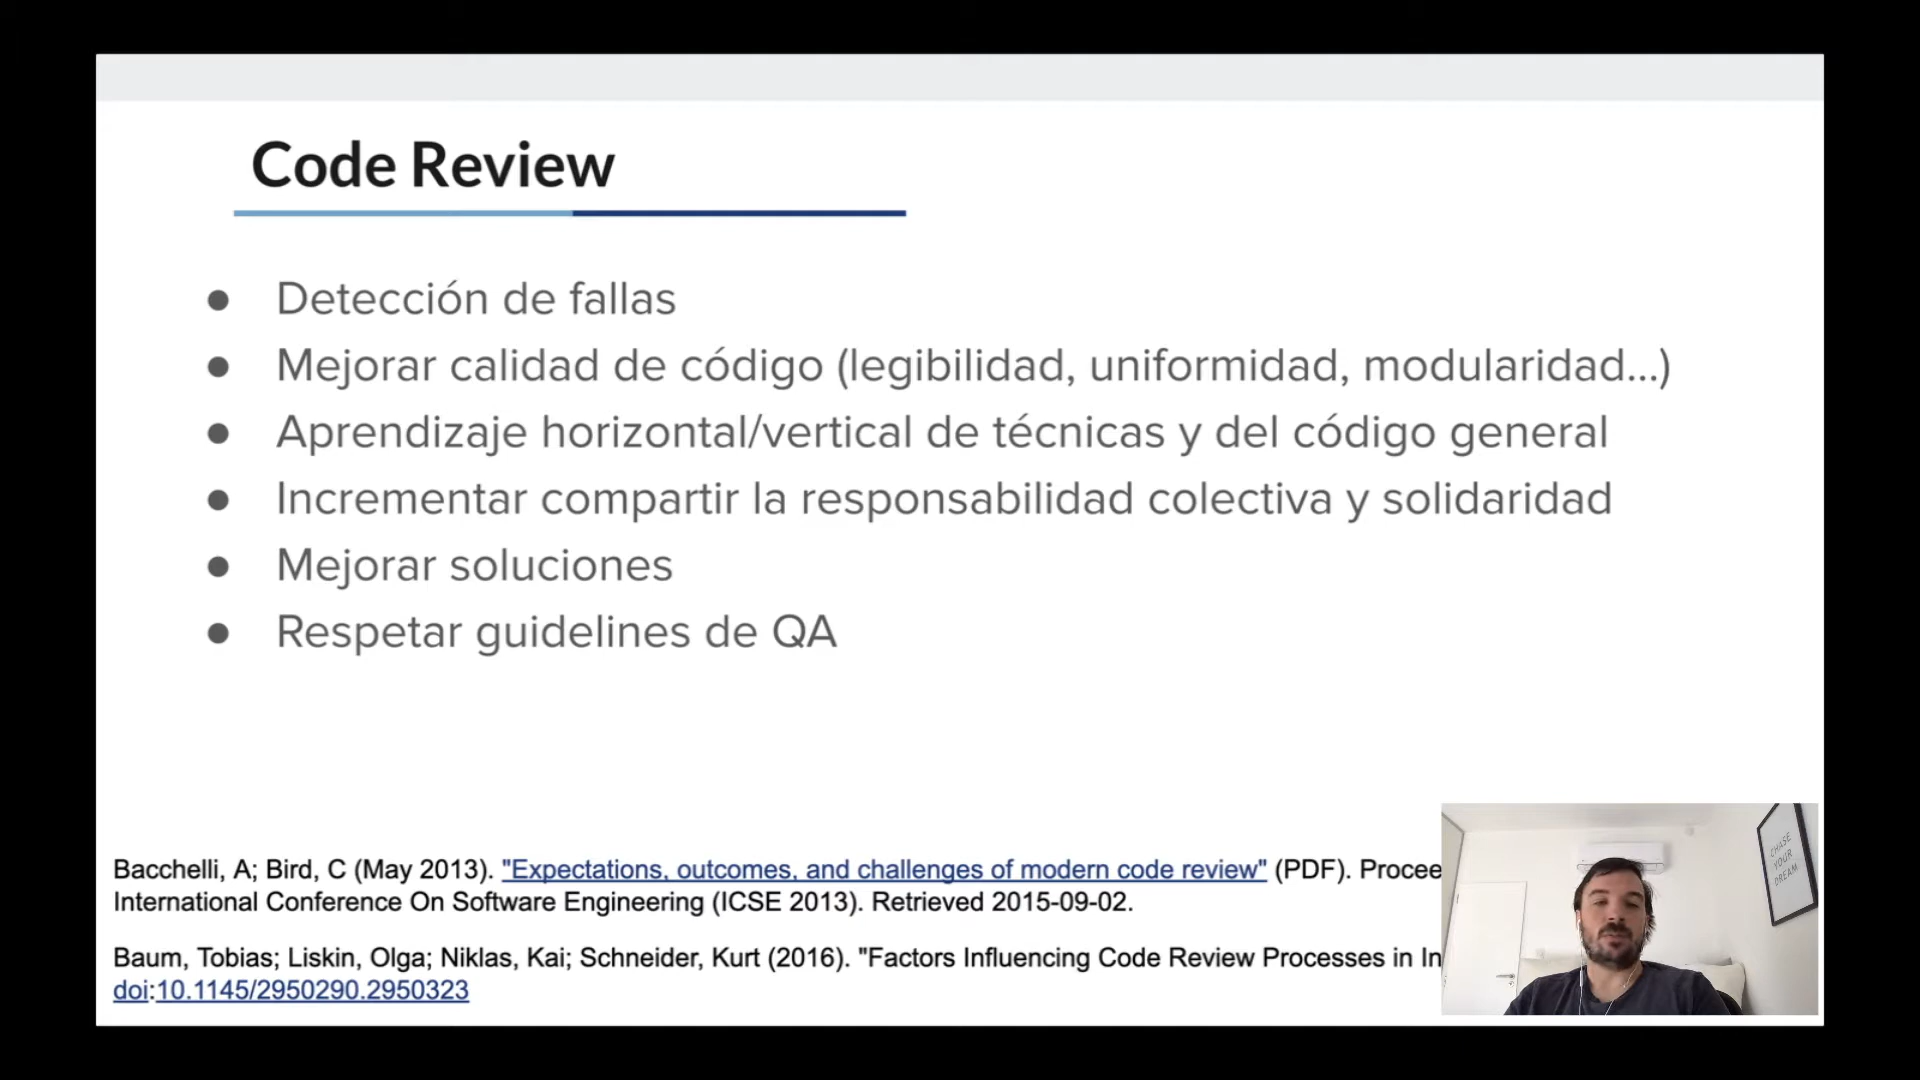 Code Review
● Detección de fallas
● Mejorar calidad de código (legibilidad, uniformidad, modularidad...)
● Aprendizaje horizontal/vertical de técnicas y del código general
● Incrementar compartir la responsabilidad colectiva y solidaridad
● Mejorar soluciones
● Respetar guidelines de QA
Bacchelli, A; Bird, C (May 2013). "Expectations, outcomes, and challenges of modern code review" (PDF). Procee
International Conference On Software Engineering (ICSE 2013). Retrieved 2015-09-02.
Baum, Tobias; Liskin, Olga; Niklas, Kai; Schneider, Kurt (2016). "Factors Influencing Code Review Processes in In
doi:10.1145/2950290.2950323
CHASE
YOUR
DREAM